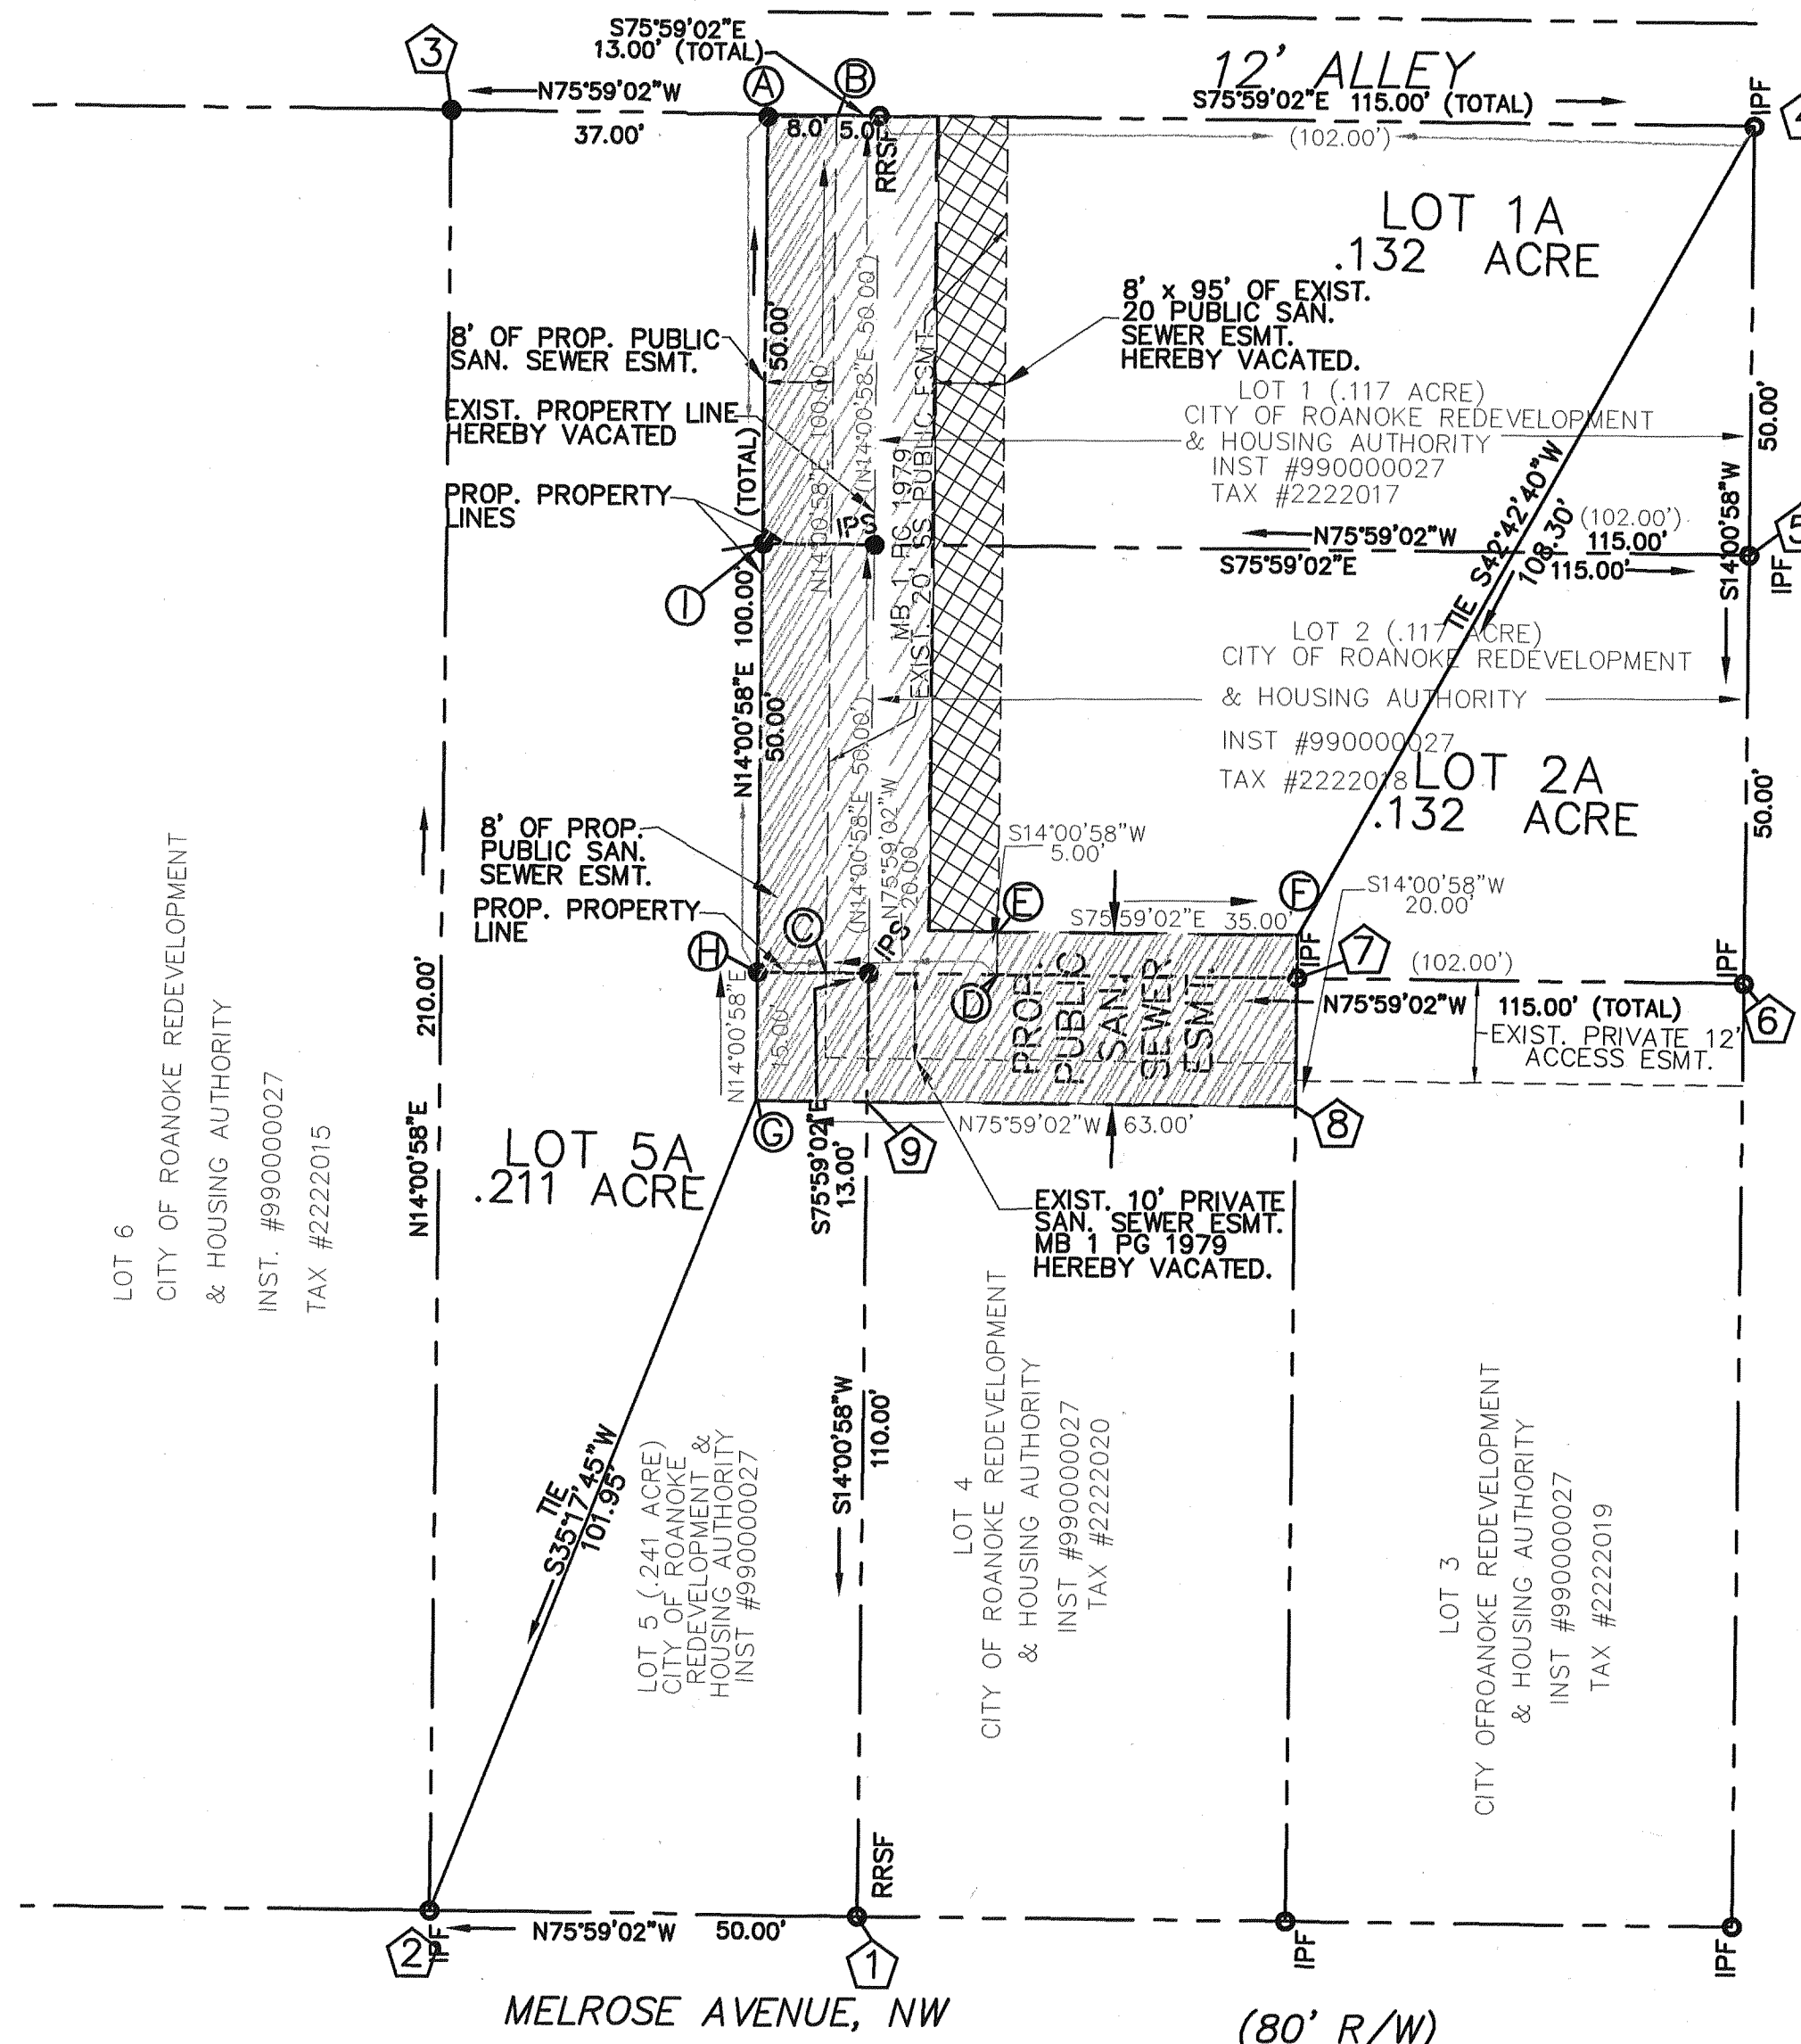 S75°59'02"E
13.00' (TOTAL)
3
N75°59'02"W
37.00'
A
B
8.0'
5.0'
RRSF
12' ALLEY
S75°59'02"E 115.00' (TOTAL)
(102.00')
IPF
LOT 1A
.132 ACRE
8' x 95' OF EXIST.
20 PUBLIC SAN.
SEWER ESMT.
HEREBY VACATED.
8' OF PROP. PUBLIC
SAN. SEWER ESMT.
EXIST. PROPERTY LINE
HEREBY VACATED
PROP. PROPERTY
LINES
50.00'
(TOTAL)
N14°00'58"E 100.00'
50.00'
N14°00'58"E 100.00'
(N14°00'58"E 50.00')
MB 1 PG 1979
EXIST. 20' SS PUBLIC ESMT
IPS
LOT 1 (.117 ACRE)
CITY OF ROANOKE REDEVELOPMENT
& HOUSING AUTHORITY
INST #990000027
TAX #2222017
50.00'
S14°00'58"W
TIE S42°42'40"W
108.30'
N75°59'02"W
(102.00')
115.00'
S75°59'02"E
115.00'
5
IPF
I
LOT 2 (.117 ACRE)
CITY OF ROANOKE REDEVELOPMENT
& HOUSING AUTHORITY
INST #990000027
TAX #2222018
LOT 2A
.132 ACRE
50.00'
8' OF PROP.
PUBLIC SAN.
SEWER ESMT.
PROP. PROPERTY
LINE
(N14°00'58"E 50.00')
N75°59'02"W
20.00'
IPS
S14°00'58"W
5.00'
C
H
D
E
F
S75°59'02"E 35.00'
S14°00'58"W
20.00'
IPF
7
(102.00')
IPF
N75°59'02"W 115.00' (TOTAL)
6
EXIST. PRIVATE 12'
ACCESS ESMT.
PROP.
PUBLIC
SAN.
SEWER
ESMT.
N14°00'58"E
15.00'
G
S75°59'02"E
13.00'
9
N75°59'02"W 63.00'
8
EXIST. 10' PRIVATE
SAN. SEWER ESMT.
MB 1 PG 1979
HEREBY VACATED.
LOT 5A
.211 ACRE
N14°00'58"E 210.00'
LOT 6
CITY OF ROANOKE REDEVELOPMENT
& HOUSING AUTHORITY
INST. #990000027
TAX #2222015
TIE
S35°17'45"W
101.95'
LOT 5 (.241 ACRE)
CITY OF ROANOKE
REDEVELOPMENT &
HOUSING AUTHORITY
INST #990000027
S14°00'58"W
110.00'
LOT 4
CITY OF ROANOKE REDEVELOPMENT
& HOUSING AUTHORITY
INST #990000027
TAX #2222020
LOT 3
CITY OFROANOKE REDEVELOPMENT
& HOUSING AUTHORITY
INST #990000027
TAX #2222019
RRSF
2
IPF
N75°59'02"W 50.00'
1
IPF
IPF
MELROSE AVENUE, NW
(80' R/W)